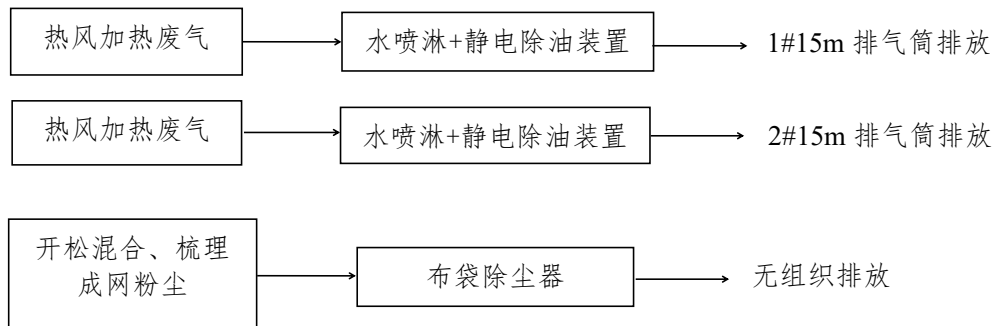 热风加热废气 水喷淋+静电除油装置 1#15m 排气筒排放
热风加热废气 水喷淋+静电除油装置 2#15m 排气筒排放
开松混合、梳理
成网粉尘
布袋除尘器
无组织排放